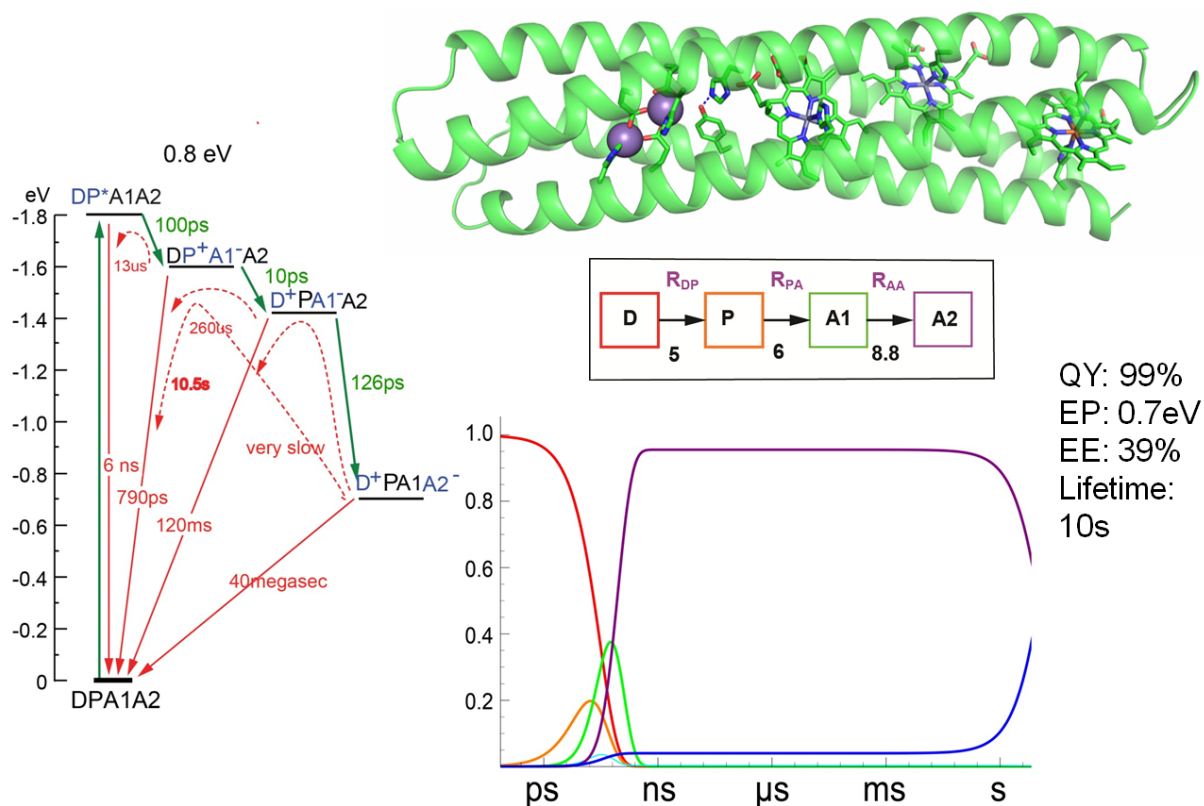 0.8 eV
eV
DP*A1A2
-1.8
100ps
13us
DP⁺A1⁻A2
-1.6
10ps
D⁺PA1⁻A2
-1.4
260us
-1.2
10.5s
126ps
-1.0
very slow
-0.8
6 ns
D⁺PA1A2⁻
790ps
-0.6
120ms
-0.4
40megasec
-0.2
0
DPA1A2
R_DP R_PA R_AA
D P A1 A2
5 6 8.8
1.0
0.8
0.6
0.4
0.2
ps ns μs ms s
QY: 99%
EP: 0.7eV
EE: 39%
Lifetime:
10s